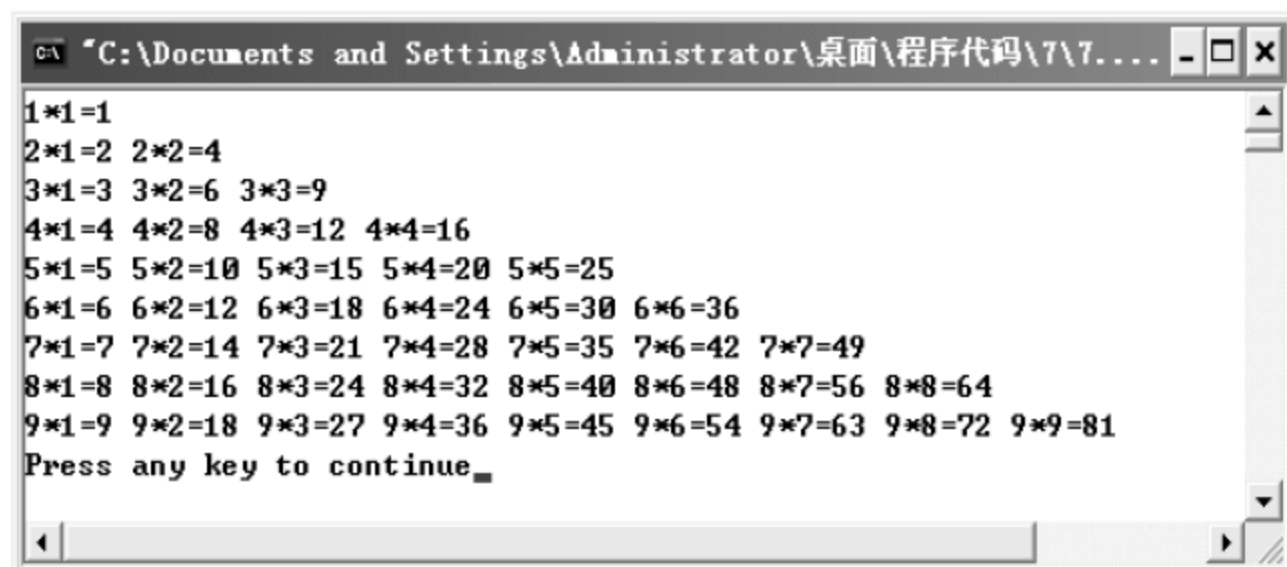 "C:\Documents and Settings\Administrator\桌面\程序代码\7\7....
1*1=1
2*1=2 2*2=4
3*1=3 3*2=6 3*3=9
4*1=4 4*2=8 4*3=12 4*4=16
5*1=5 5*2=10 5*3=15 5*4=20 5*5=25
6*1=6 6*2=12 6*3=18 6*4=24 6*5=30 6*6=36
7*1=7 7*2=14 7*3=21 7*4=28 7*5=35 7*6=42 7*7=49
8*1=8 8*2=16 8*3=24 8*4=32 8*5=40 8*6=48 8*7=56 8*8=64
9*1=9 9*2=18 9*3=27 9*4=36 9*5=45 9*6=54 9*7=63 9*8=72 9*9=81
Press any key to continue_